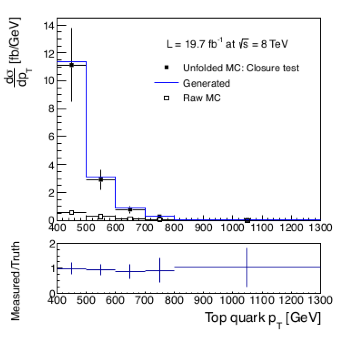 dσ/dp_T [fb/GeV]
14
12
10
8
6
4
2
0
L = 19.7 fb⁻¹ at √s = 8 TeV
Unfolded MC: Closure test
Generated
Raw MC
400 500 600 700 800 900 1000 1100 1200 1300
Measured/Truth
2
1
0
400 500 600 700 800 900 1000 1100 1200 1300
Top quark p_T [GeV]